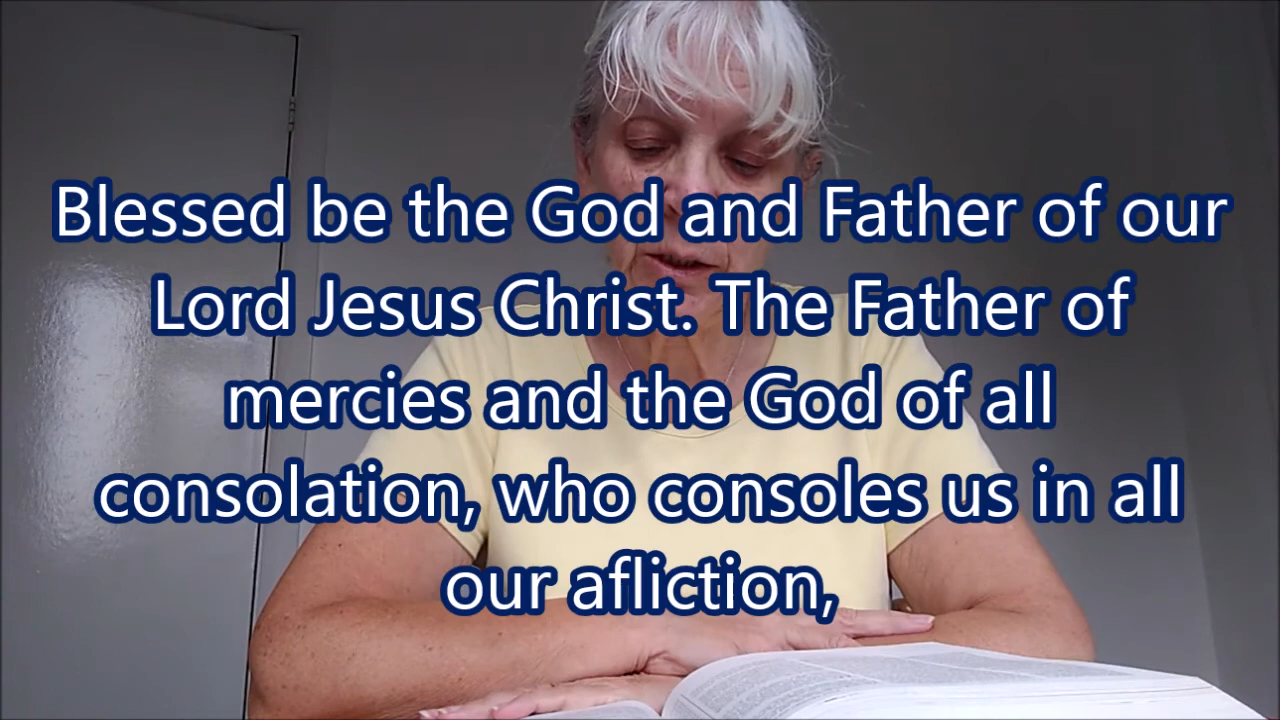 Blessed be the God and Father of our
Lord Jesus Christ. The Father of
mercies and the God of all
consolation, who consoles us in all
our afliction,